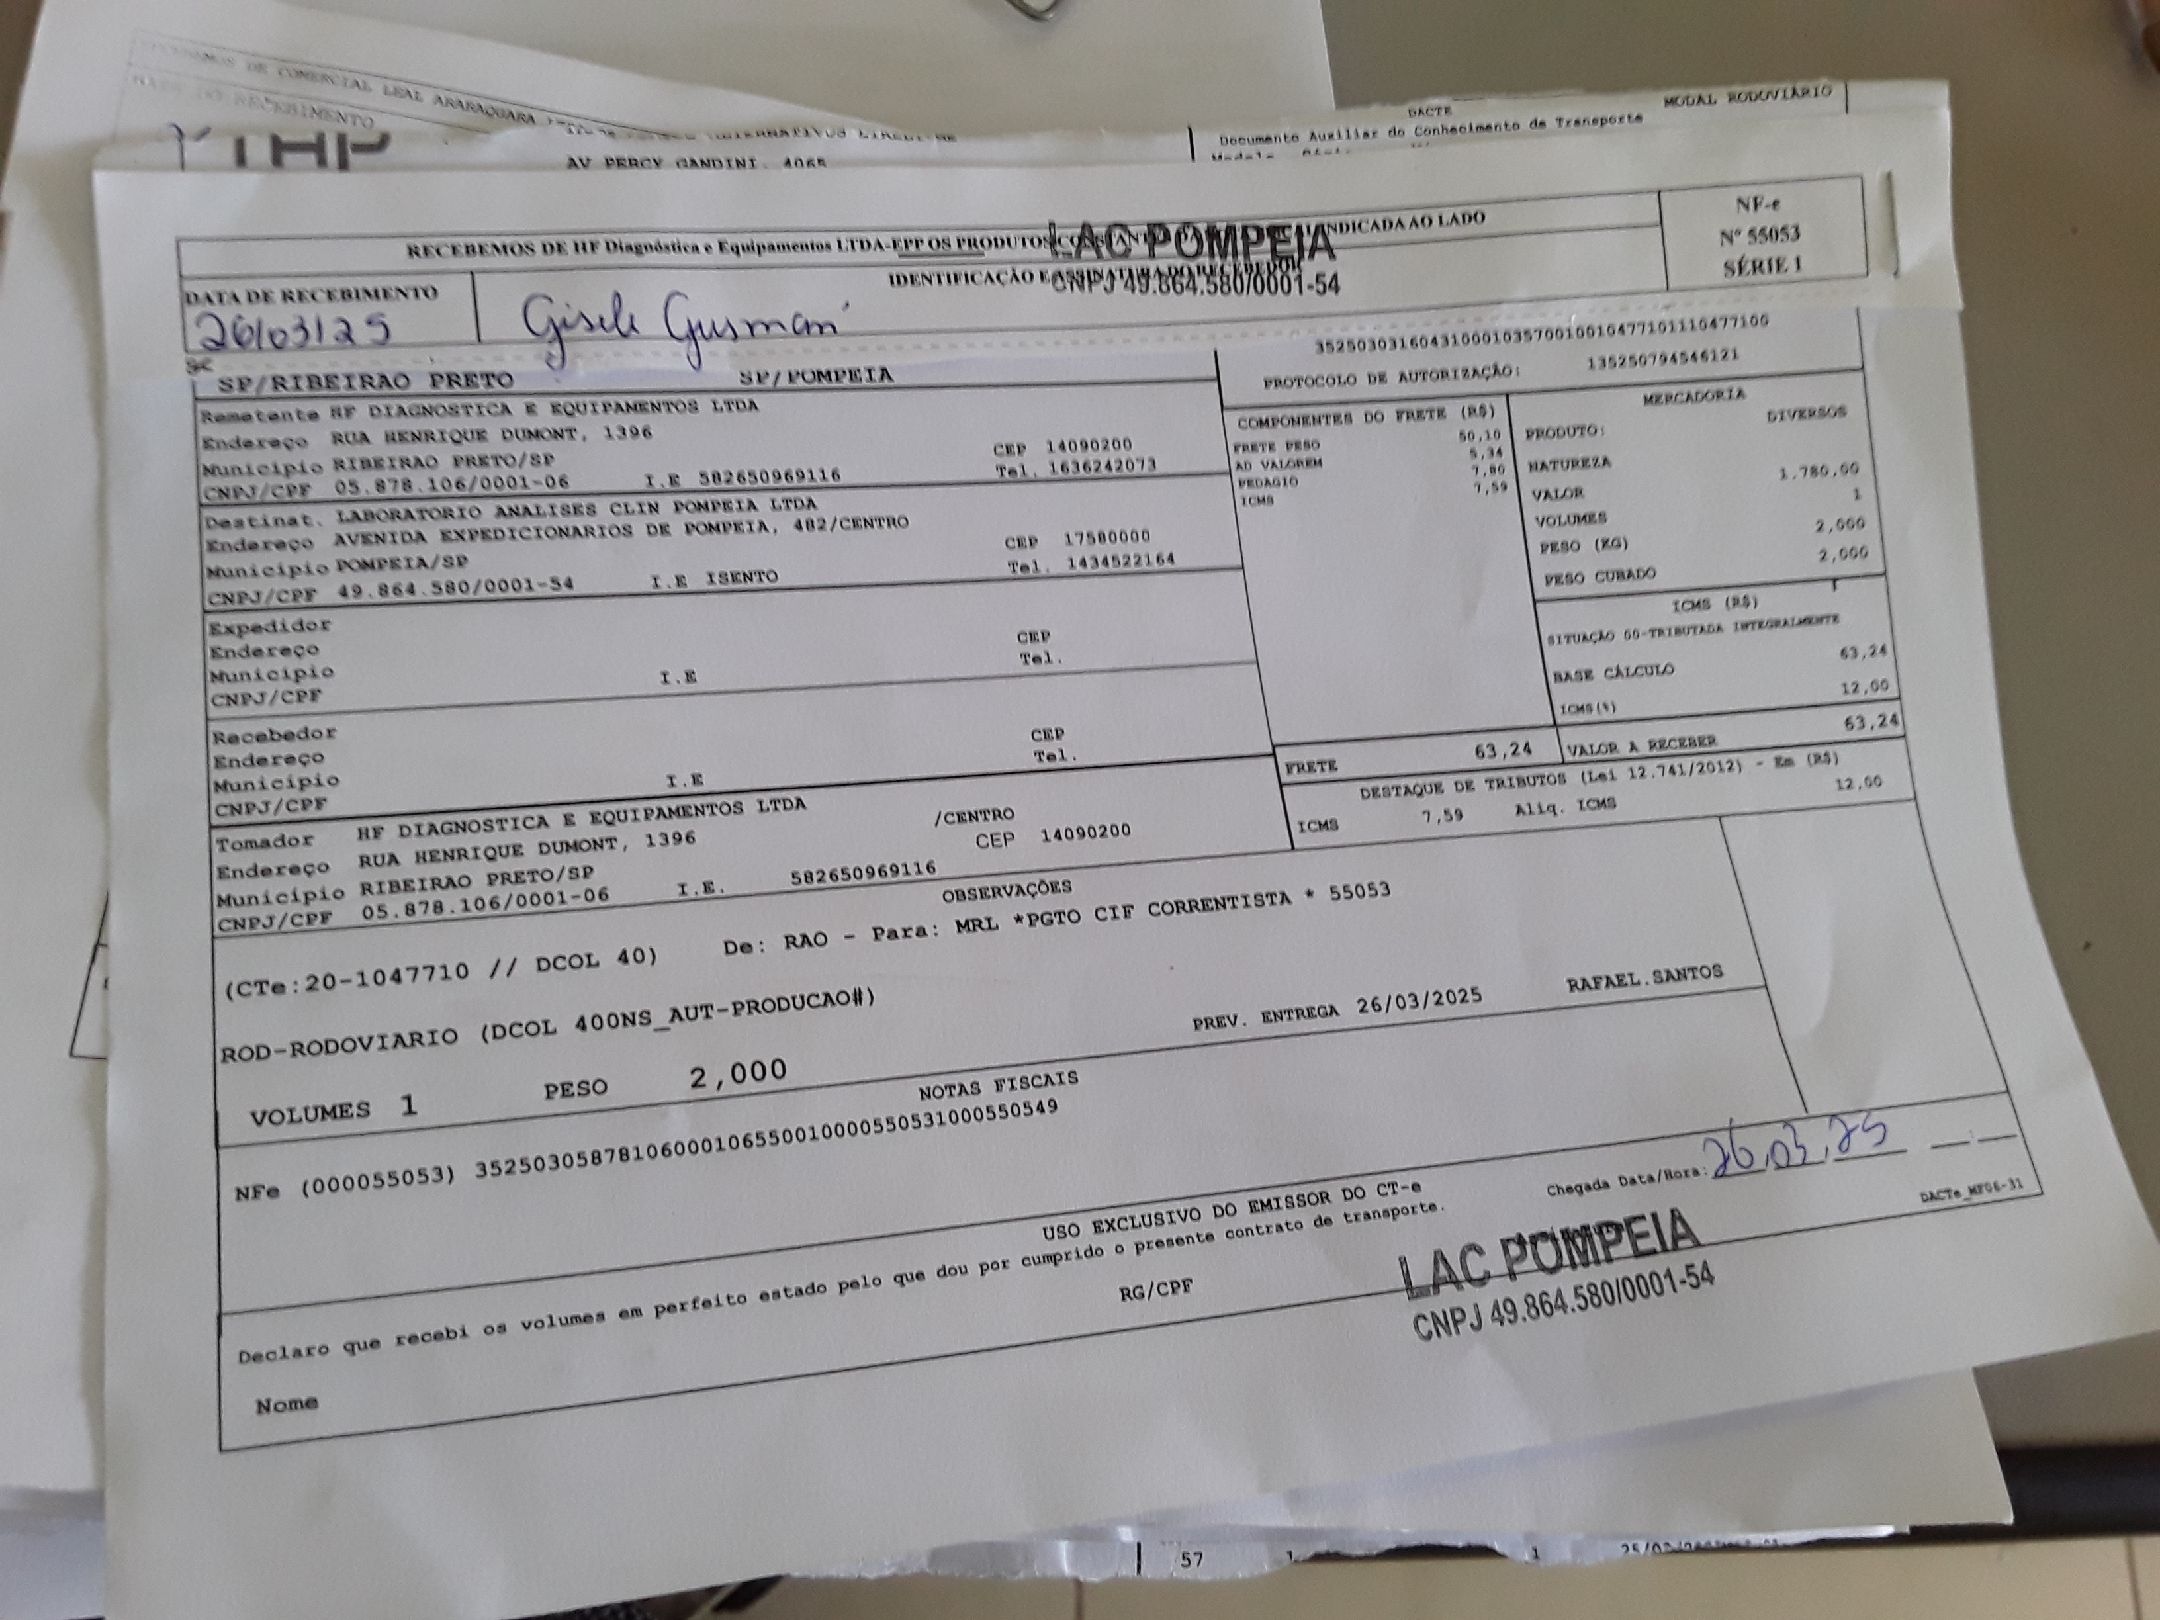 DE COMERCIAL LEAL ARARAQUARA
DO RECEBIMENTO
AV PERCY GANDINI, 4065
DACTE
MODAL RODOVIÁRIO
Documento Auxiliar do Conhecimento de Transporte
RECEBEMOS DE HF Diagnóstica e Equipamentos LTDA-EPP OS PRODUTOS INDICADA AO LADO
LAC POMPEIA
CNPJ 49.864.580/0001-54
IDENTIFICAÇÃO E ASSINATURA DO RECEBEDOR
NF-e
Nº 55053
SÉRIE 1
DATA DE RECEBIMENTO
26/03/25
Gisele Gusman
35250303160431000103570010010477101110477100
SP/RIBEIRAO PRETO SP/POMPEIA
PROTOCOLO DE AUTORIZAÇÃO: 135250794546121
Remetente HF DIAGNOSTICA E EQUIPAMENTOS LTDA
Endereço RUA HENRIQUE DUMONT, 1396
Município RIBEIRAO PRETO/SP CEP 14090200
CNPJ/CPF 05.878.106/0001-06 I.E 582650969116 Tel. 1636242073
Destinat. LABORATORIO ANALISES CLIN POMPEIA LTDA
Endereço AVENIDA EXPEDICIONARIOS DE POMPEIA, 482/CENTRO
Município POMPEIA/SP CEP 17580000
CNPJ/CPF 49.864.580/0001-54 I.E ISENTO Tel. 1434522164
Expedidor
Endereço CEP
Município Tel.
CNPJ/CPF I.E
Recebedor
Endereço CEP
Município Tel.
CNPJ/CPF I.E
Tomador HF DIAGNOSTICA E EQUIPAMENTOS LTDA
Endereço RUA HENRIQUE DUMONT, 1396 /CENTRO
Município RIBEIRAO PRETO/SP CEP 14090200
CNPJ/CPF 05.878.106/0001-06 I.E. 582650969116
COMPONENTES DO FRETE (R$)
FRETE PESO 50,10
AD VALOREM 5,34
PEDAGIO 7,80
ICMS 7,59
MERCADORIA
PRODUTO: DIVERSOS
NATUREZA
VALOR 1.780,00
VOLUMES 1
PESO (KG) 2,000
PESO CUBADO 2,000
ICMS (R$)
SITUAÇÃO 00-TRIBUTADA INTEGRALMENTE
BASE CÁLCULO 63,24
ICMS(%) 12,00
FRETE 63,24
VALOR A RECEBER 63,24
DESTAQUE DE TRIBUTOS (Lei 12.741/2012) - Em (R$)
ICMS 7,59 Aliq. ICMS 12,00
OBSERVAÇÕES
(CTe:20-1047710 // DCOL 40) De: RAO - Para: MRL *PGTO CIF CORRENTISTA * 55053
ROD-RODOVIARIO (DCOL 400NS_AUT-PRODUCAO#)
PREV. ENTREGA 26/03/2025 RAFAEL.SANTOS
VOLUMES 1 PESO 2,000
NOTAS FISCAIS
NFe (000055053) 35250305878106000106550010000550531000550549
USO EXCLUSIVO DO EMISSOR DO CT-e
Chegada Data/Hora: 26,03,25 __:__
DACTe_MF06-31
Declaro que recebi os volumes em perfeito estado pelo que dou por cumprido o presente contrato de transporte.
Nome RG/CPF
LAC POMPEIA
CNPJ 49.864.580/0001-54
57 1 1